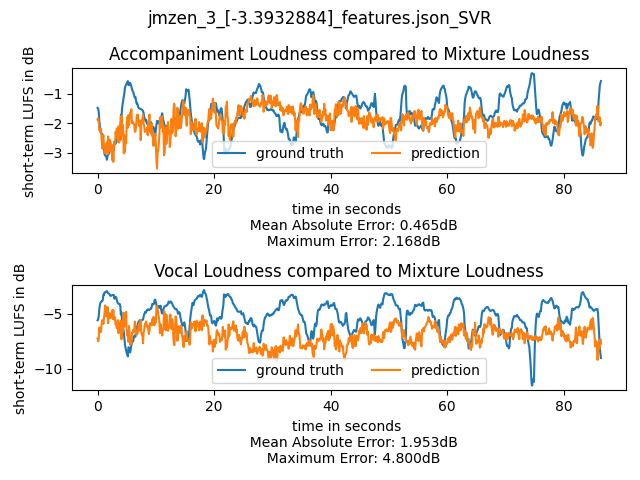 jmzen_3_[-3.3932884]_features.json_SVR
Accompaniment Loudness compared to Mixture Loudness
short-term LUFS in dB
−1
−2
−3
ground truth
prediction
0
20
40
60
80
time in seconds
Mean Absolute Error: 0.465dB
Maximum Error: 2.168dB
Vocal Loudness compared to Mixture Loudness
short-term LUFS in dB
−5
−10
ground truth
prediction
0
20
40
60
80
time in seconds
Mean Absolute Error: 1.953dB
Maximum Error: 4.800dB